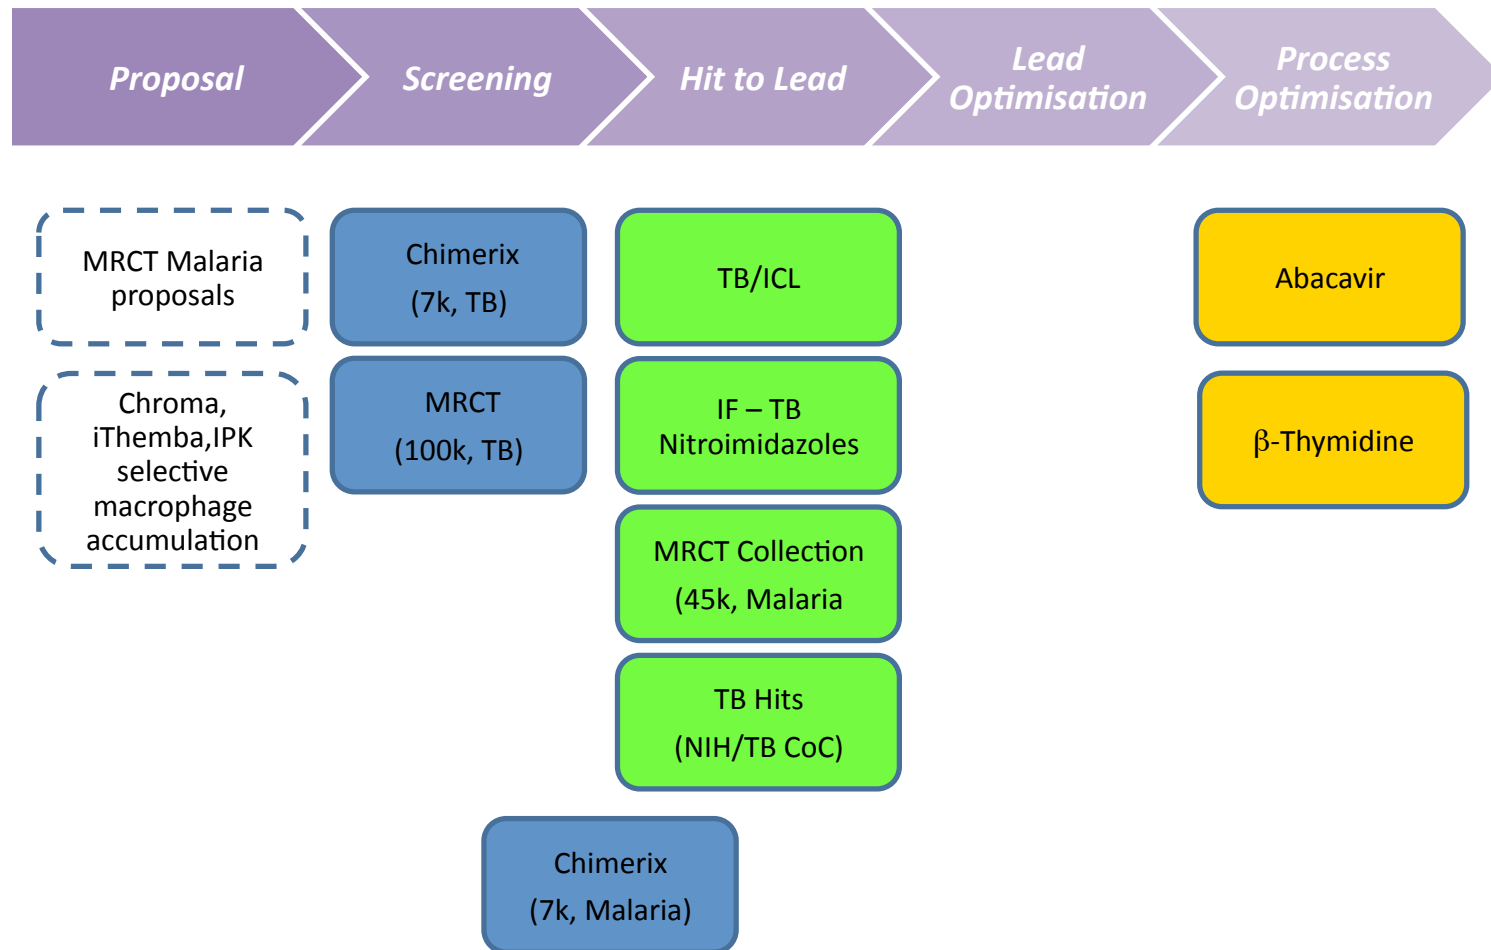 Proposal
Screening
Hit to Lead
Lead
Optimisation
Process
Optimisation
MRCT Malaria
proposals
Chroma,
iThemba,IPK
selective
macrophage
accumulation
Chimerix
(7k, TB)
MRCT
(100k, TB)
TB/ICL
IF – TB
Nitroimidazoles
MRCT Collection
(45k, Malaria
TB Hits
(NIH/TB CoC)
Chimerix
(7k, Malaria)
Abacavir
β-Thymidine